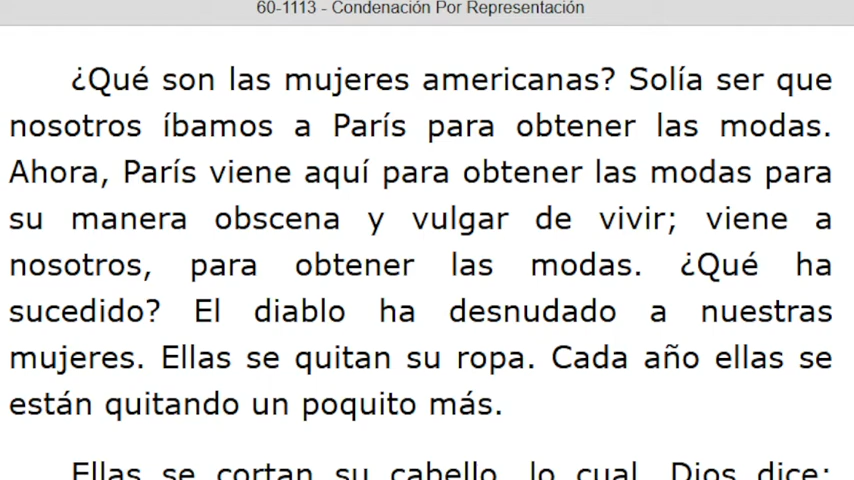 60-1113 - Condenación Por Representación
¿Qué son las mujeres americanas? Solía ser que
nosotros íbamos a París para obtener las modas.
Ahora, París viene aquí para obtener las modas para
su manera obscena y vulgar de vivir; viene a
nosotros, para obtener las modas. ¿Qué ha
sucedido? El diablo ha desnudado a nuestras
mujeres. Ellas se quitan su ropa. Cada año ellas se
están quitando un poquito más.
Ellas se cortan su cabello, lo cual, Dios dice: